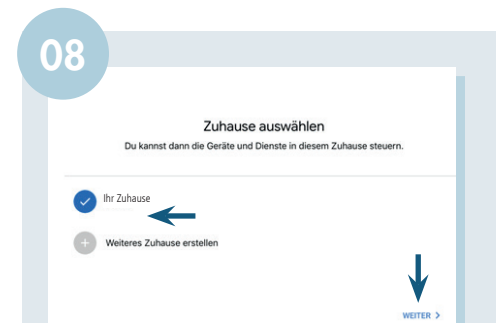 08
Zuhause auswählen
Du kannst dann die Geräte und Dienste in diesem Zuhause steuern.
Ihr Zuhause
Weiteres Zuhause erstellen
WEITER